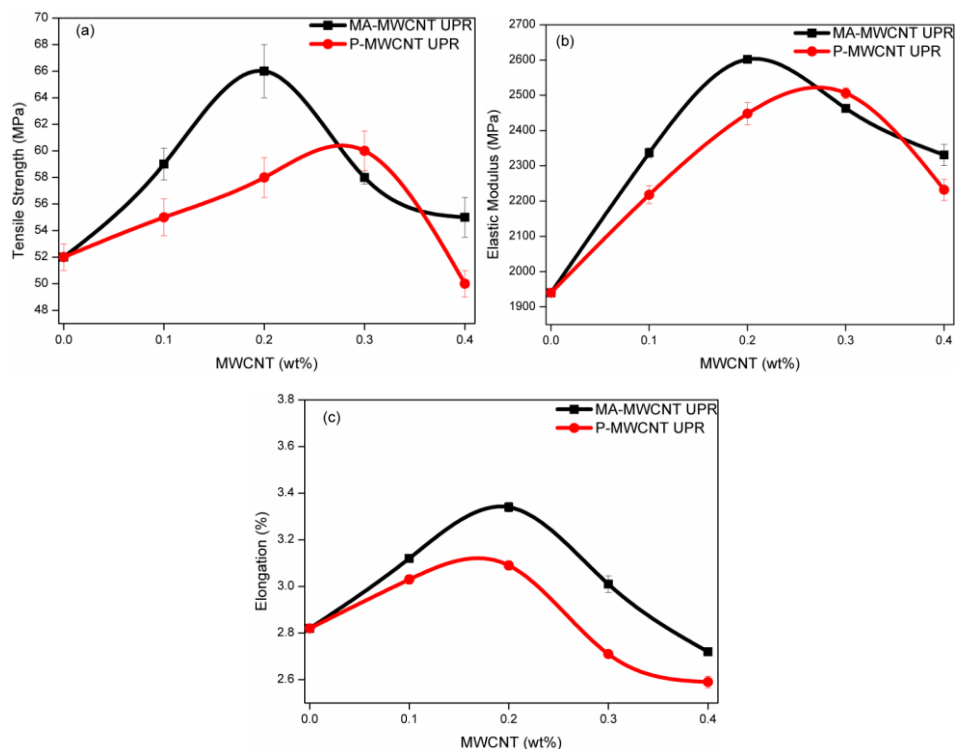 (a)
MA-MWCNT UPR
P-MWCNT UPR
Tensile Strength (MPa)
70
68
66
64
62
60
58
56
54
52
50
48
0.0 0.1 0.2 0.3 0.4
MWCNT (wt%)
(b)
MA-MWCNT UPR
P-MWCNT UPR
Elastic Modulus (MPa)
2700
2600
2500
2400
2300
2200
2100
2000
1900
0.0 0.1 0.2 0.3 0.4
MWCNT (wt%)
(c)
MA-MWCNT UPR
P-MWCNT UPR
Elongation (%)
3.8
3.6
3.4
3.2
3.0
2.8
2.6
0.0 0.1 0.2 0.3 0.4
MWCNT (wt%)